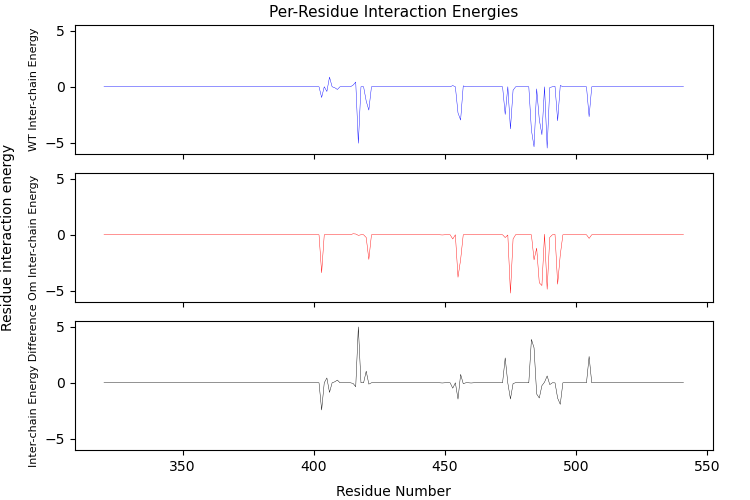 Per-Residue Interaction Energies
Residue interaction energy
WT Inter-chain Energy
5
0
−5
Om Inter-chain Energy
5
0
−5
Inter-chain Energy Difference
5
0
−5
350
400
450
500
550
Residue Number